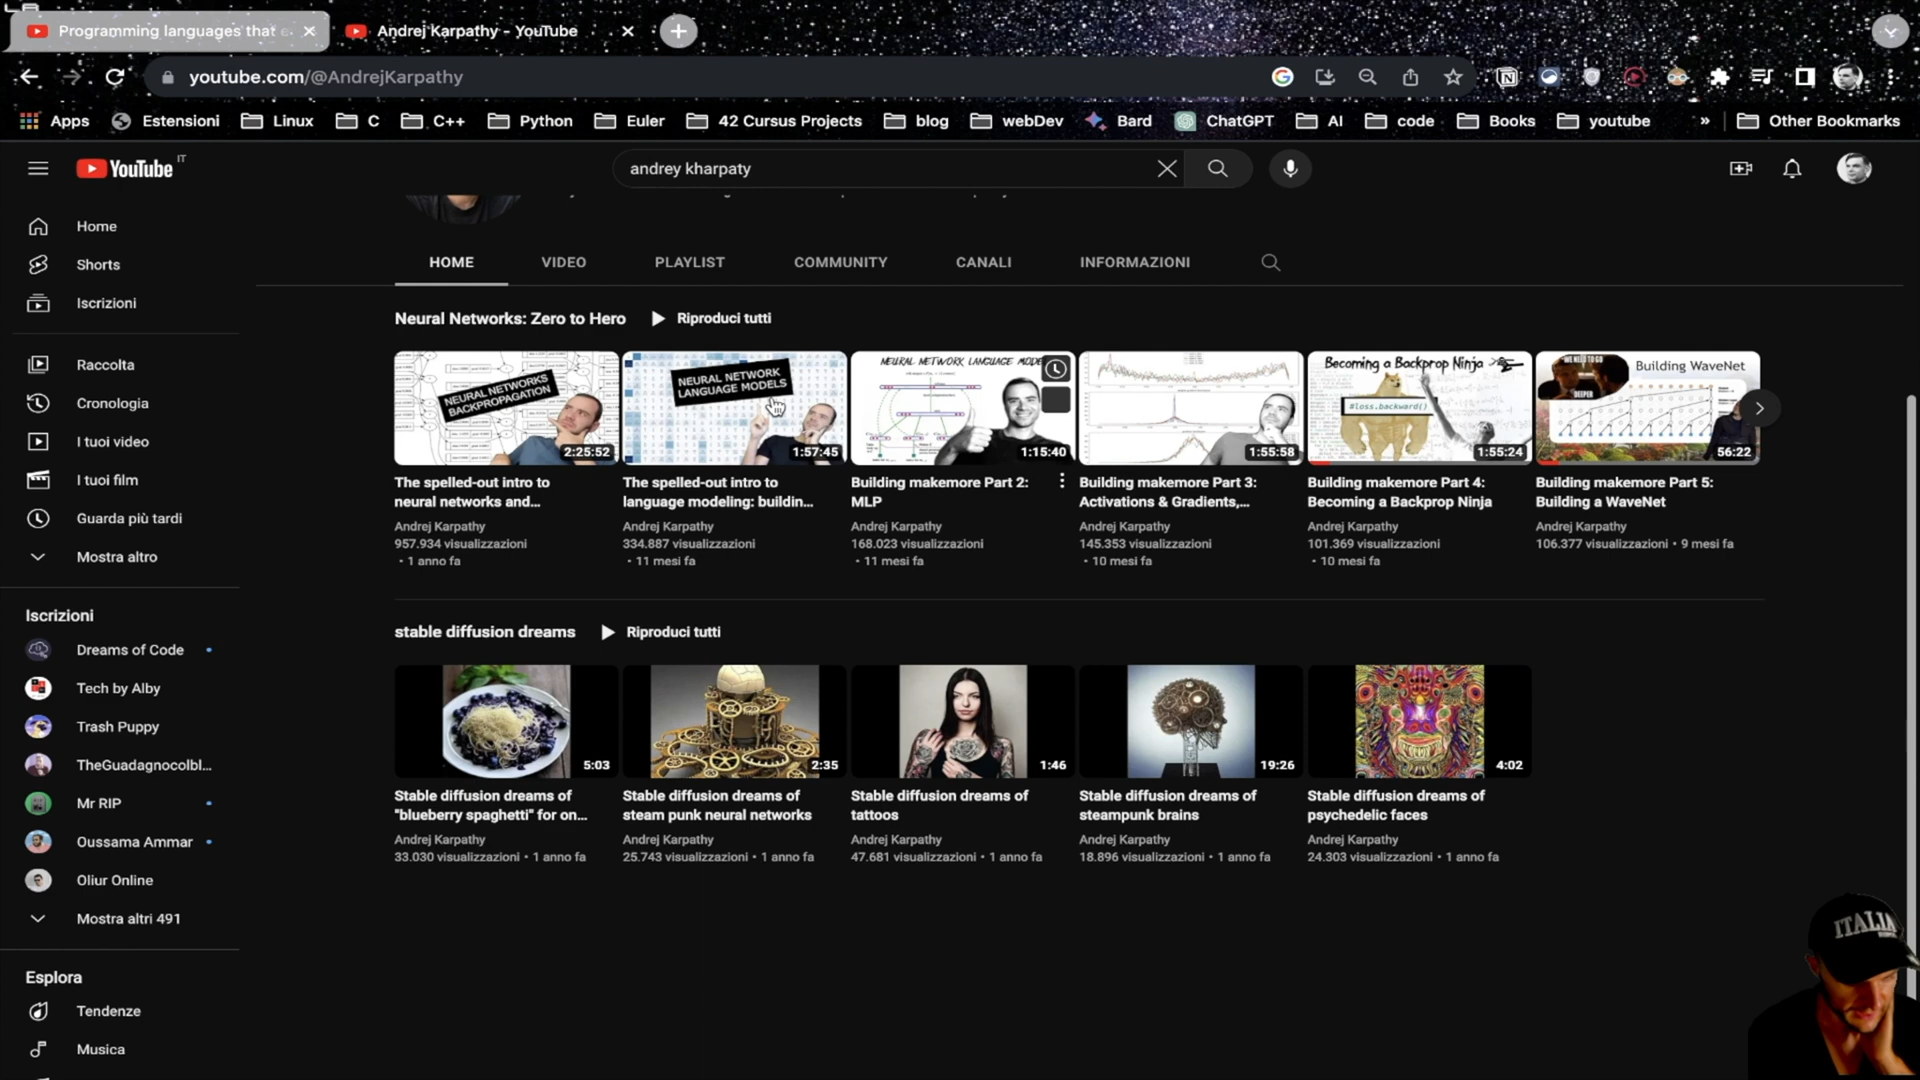 Programming languages that e
Andrej Karpathy - YouTube
youtube.com/@AndrejKarpathy
Apps
Estensioni
Linux
C
C++
Python
Euler
42 Cursus Projects
blog
webDev
Bard
ChatGPT
AI
code
Books
youtube
»
Other Bookmarks
YouTube IT
andrey kharpaty
Home
Shorts
Iscrizioni
Raccolta
Cronologia
I tuoi video
I tuoi film
Guarda più tardi
Mostra altro
Iscrizioni
Dreams of Code
Tech by Alby
Trash Puppy
TheGuadagnocolbl...
Mr RIP
Oussama Ammar
Oliur Online
Mostra altri 491
Esplora
Tendenze
Musica
HOME
VIDEO
PLAYLIST
COMMUNITY
CANALI
INFORMAZIONI
Neural Networks: Zero to Hero
Riproduci tutti
NEURAL NETWORKS
BACKPROPAGATION
2:25:52
The spelled-out intro to
neural networks and...
Andrej Karpathy
957.934 visualizzazioni
• 1 anno fa
NEURAL NETWORK
LANGUAGE MODELS
1:57:45
The spelled-out intro to
language modeling: buildin...
Andrej Karpathy
334.887 visualizzazioni
• 11 mesi fa
NEURAL NETWORK LANGUAGE MODE
1:15:40
Building makemore Part 2:
MLP
Andrej Karpathy
168.023 visualizzazioni
• 11 mesi fa
1:55:58
Building makemore Part 3:
Activations & Gradients,...
Andrej Karpathy
145.353 visualizzazioni
• 10 mesi fa
Becoming a Backprop Ninja
#loss.backward()
1:55:24
Building makemore Part 4:
Becoming a Backprop Ninja
Andrej Karpathy
101.369 visualizzazioni
• 10 mesi fa
WE NEED TO GO
DEEPER
Building WaveNet
56:22
Building makemore Part 5:
Building a WaveNet
Andrej Karpathy
106.377 visualizzazioni • 9 mesi fa
stable diffusion dreams
Riproduci tutti
5:03
Stable diffusion dreams of
"blueberry spaghetti" for on...
Andrej Karpathy
33.030 visualizzazioni • 1 anno fa
2:35
Stable diffusion dreams of
steam punk neural networks
Andrej Karpathy
25.743 visualizzazioni • 1 anno fa
1:46
Stable diffusion dreams of
tattoos
Andrej Karpathy
47.681 visualizzazioni • 1 anno fa
19:26
Stable diffusion dreams of
steampunk brains
Andrej Karpathy
18.896 visualizzazioni • 1 anno fa
4:02
Stable diffusion dreams of
psychedelic faces
Andrej Karpathy
24.303 visualizzazioni • 1 anno fa
ITALIA